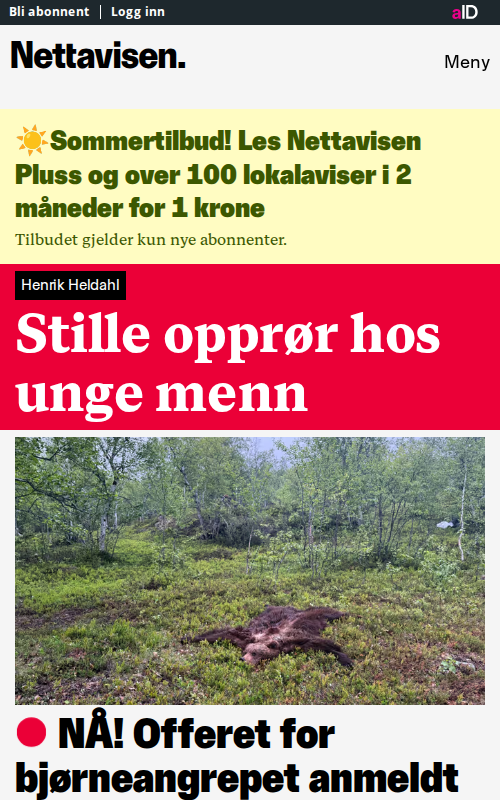 Bli abonnent
Logg inn
aID
Nettavisen.
Meny
Sommertilbud! Les Nettavisen
Pluss og over 100 lokalaviser i 2
måneder for 1 krone
Tilbudet gjelder kun nye abonnenter.
Henrik Heldahl
Stille opprør hos
unge menn
NÅ! Offeret for
bjørneangrepet anmeldt